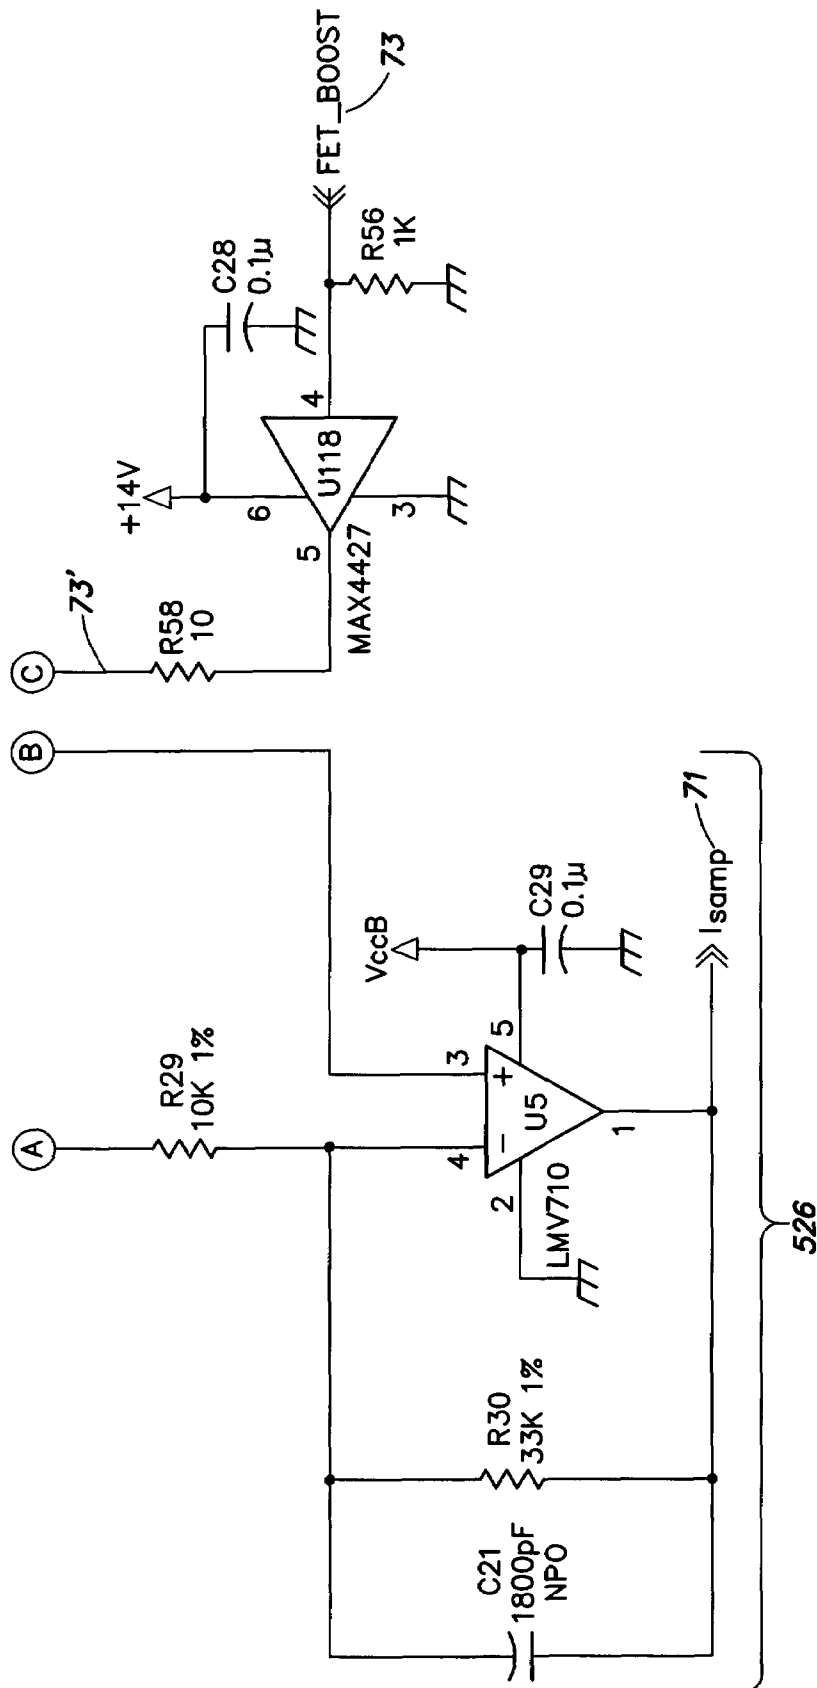 A
B
C
73'
R58
10
+14V
C28
0.1µ
FET_BOOST
73
R56
1K
U118
4
5
6
3
MAX4427
R29
10K 1%
VccB
C29
0.1µ
3
4
5
2
1
+
−
U5
LMV710
Isamp
71
R30
33K 1%
C21
1800pF
NPO
526